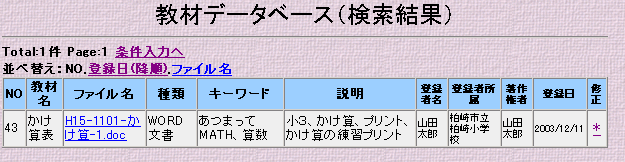 教材データベース(検索結果)
Total:1件 Page:1 条件入力へ
並べ替え: NO,登録日(降順),ファイル名
NO 教材名 ファイル名 種類 キーワード 説明 登録者名 登録者所属 著作権者 登録日 修正
43 かけ算表 H15-1101-かけ算-1.doc WORD文書 あつまってMATH、算数 小3、かけ算、プリント、かけ算の練習プリント 山田太郎 柏崎市立柏崎小学校 山田太郎 2003/12/11 *